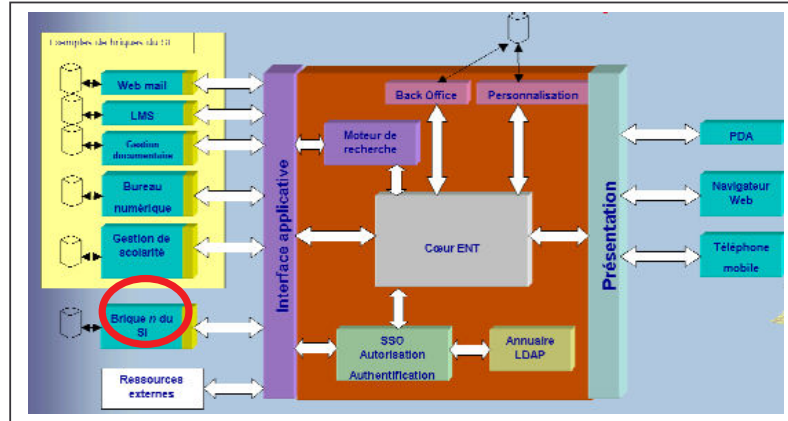 Exemples de briques du SI
Web mail
LMS
Gestion
documentaire
Bureau
numérique
Gestion de
scolarité
Brique n du
SI
Ressources
externes
Interface applicative
Back Office
Personnalisation
Moteur de
recherche
Cœur ENT
SSO
Autorisation
Authentification
Annuaire
LDAP
Présentation
PDA
Navigateur
Web
Téléphone
mobile